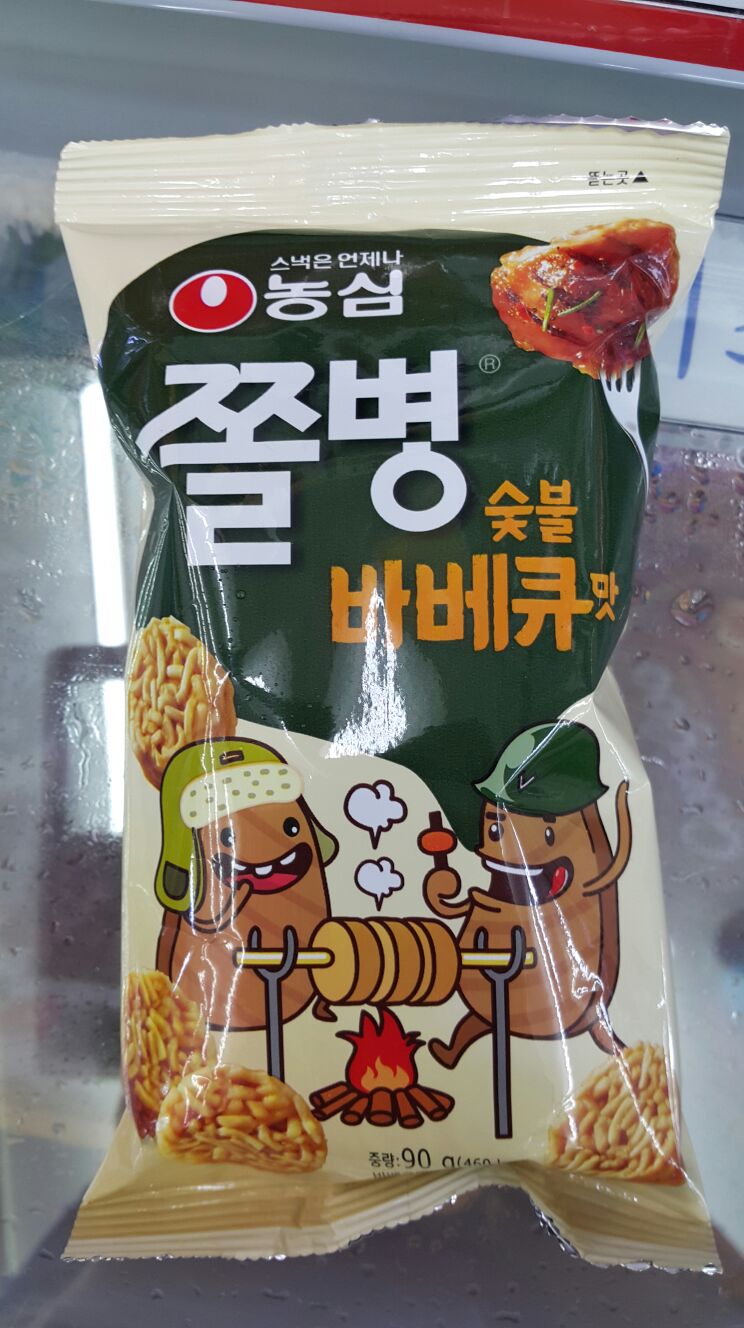 뜯는곳▲
스낵은 언제나
농심
쫄병®
숯불
바베큐맛
중량:90 g(460